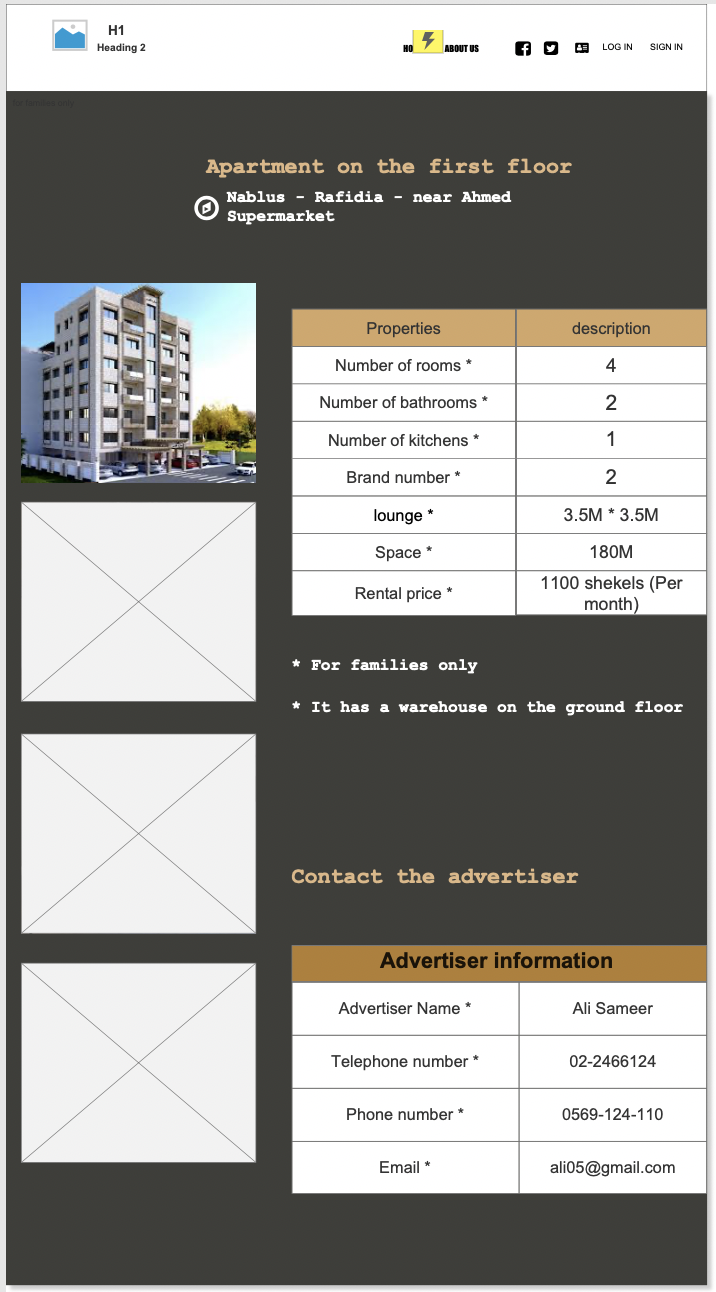 H1
Heading 2
HO
ABOUT US
LOG IN
SIGN IN
for families only
Apartment on the first floor
Nablus - Rafidia - near Ahmed
Supermarket
Properties description
Number of rooms * 4
Number of bathrooms * 2
Number of kitchens * 1
Brand number * 2
lounge * 3.5M * 3.5M
Space * 180M
Rental price * 1100 shekels (Per
month)
* For families only
* It has a warehouse on the ground floor
Contact the advertiser
Advertiser information
Advertiser Name * Ali Sameer
Telephone number * 02-2466124
Phone number * 0569-124-110
Email * ali05@gmail.com